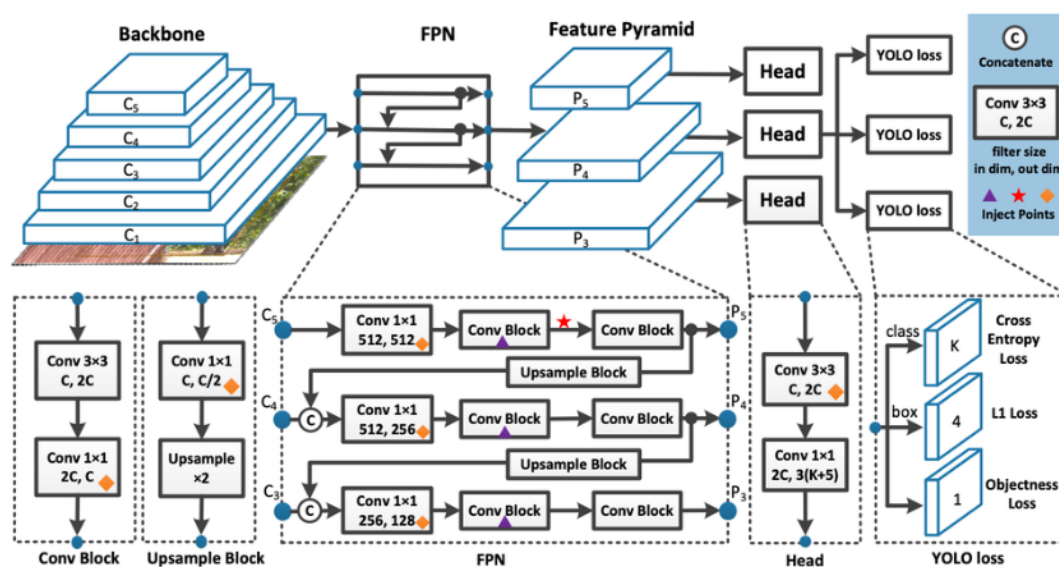 Backbone
FPN
Feature Pyramid
C5
C4
C3
C2
C1
P5
P4
P3
Head
Head
Head
YOLO loss
YOLO loss
YOLO loss
C
Concatenate
Conv 3×3
C, 2C
filter size
in dim, out dim
Inject Points
Conv 3×3
C, 2C
Conv 1×1
2C, C
Conv Block
Conv 1×1
C, C/2
Upsample
×2
Upsample Block
C5
Conv 1×1
512, 512
Conv Block
Conv Block
P5
Upsample Block
C4
C
Conv 1×1
512, 256
Conv Block
Conv Block
P4
Upsample Block
C3
C
Conv 1×1
256, 128
Conv Block
Conv Block
P3
FPN
Conv 3×3
C, 2C
Conv 1×1
2C, 3(K+5)
Head
class
K
Cross
Entropy
Loss
box
4
L1 Loss
1
Objectness
Loss
YOLO loss